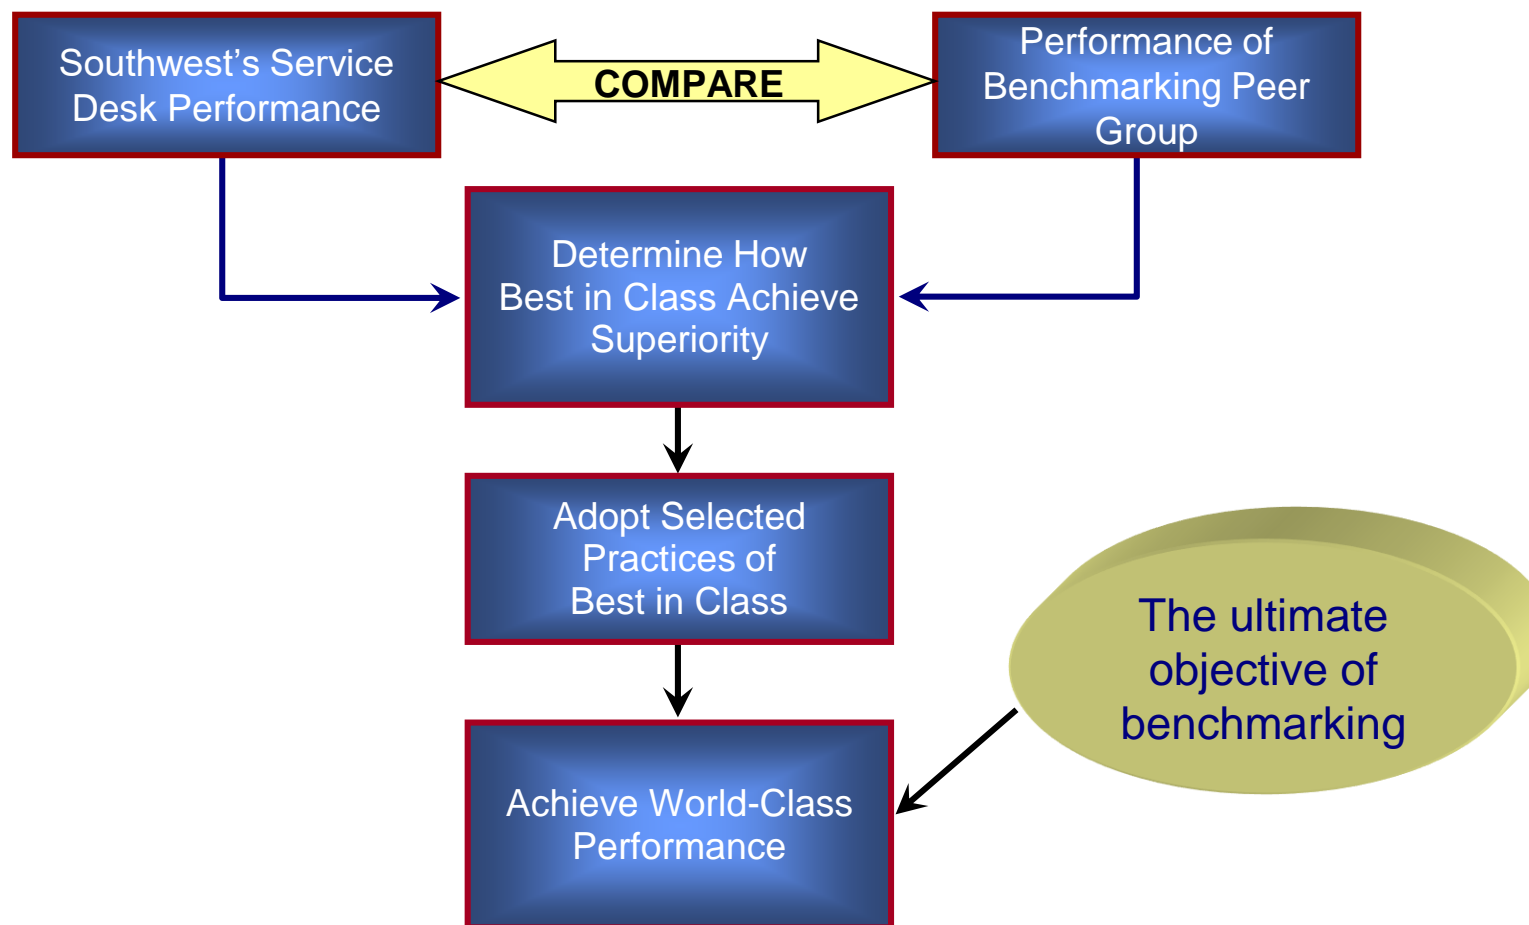 Southwest’s Service
Desk Performance
COMPARE
Performance of
Benchmarking Peer
Group
Determine How
Best in Class Achieve
Superiority
Adopt Selected
Practices of
Best in Class
The ultimate
objective of
benchmarking
Achieve World-Class
Performance